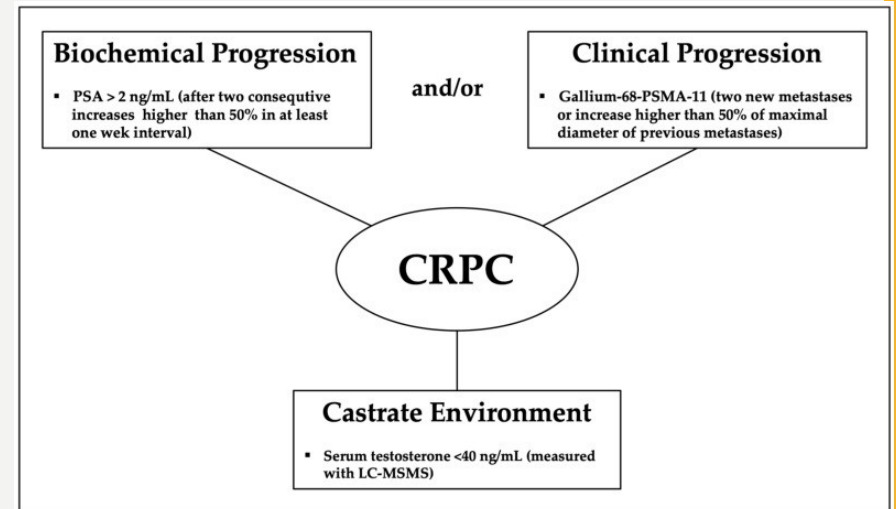 Biochemical Progression
▪ PSA > 2 ng/mL (after two consequtive
increases higher than 50% in at least
one wek interval)
and/or
Clinical Progression
▪ Gallium-68-PSMA-11 (two new metastases
or increase higher than 50% of maximal
diameter of previous metastases)
CRPC
Castrate Environment
▪ Serum testosterone <40 ng/mL (measured
with LC-MSMS)